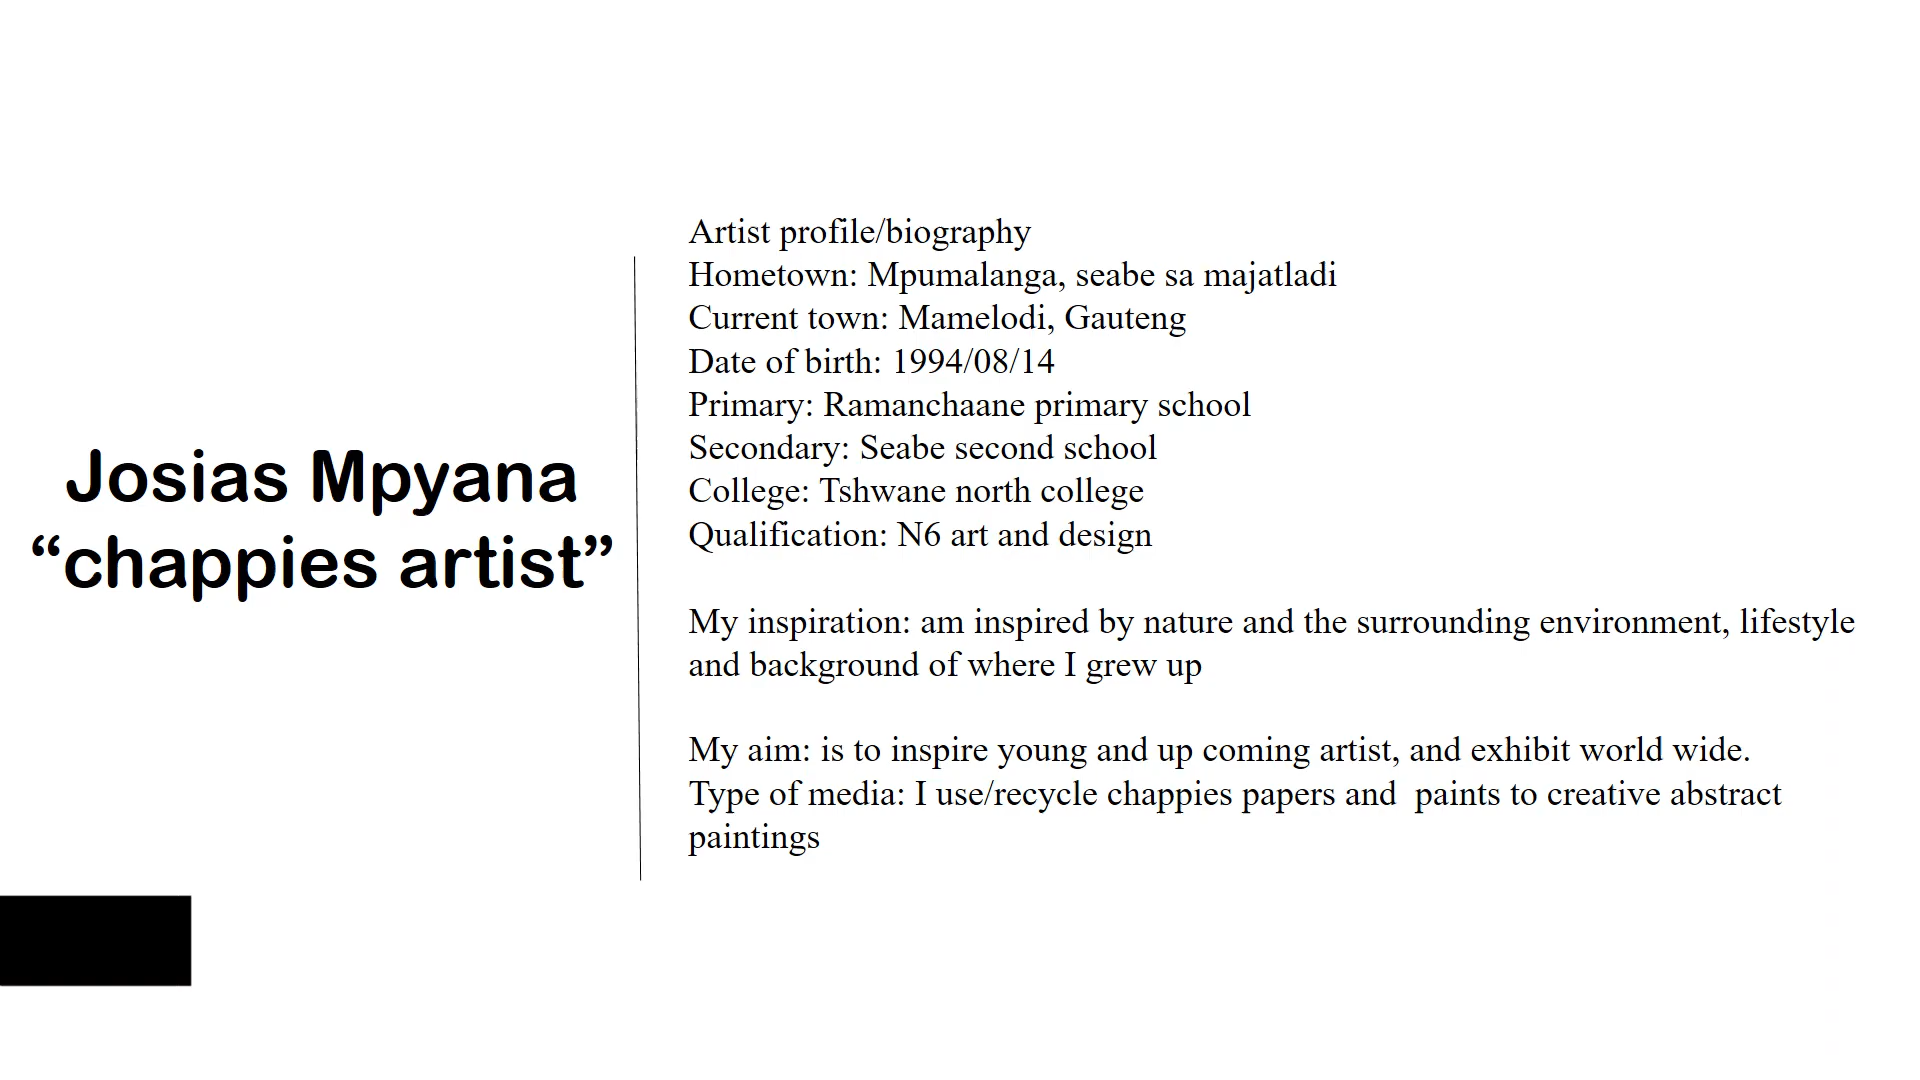 Josias Mpyana
“chappies artist”
Artist profile/biography
Hometown: Mpumalanga, seabe sa majatladi
Current town: Mamelodi, Gauteng
Date of birth: 1994/08/14
Primary: Ramanchaane primary school
Secondary: Seabe second school
College: Tshwane north college
Qualification: N6 art and design
My inspiration: am inspired by nature and the surrounding environment, lifestyle
and background of where I grew up
My aim: is to inspire young and up coming artist, and exhibit world wide.
Type of media: I use/recycle chappies papers and  paints to creative abstract
paintings